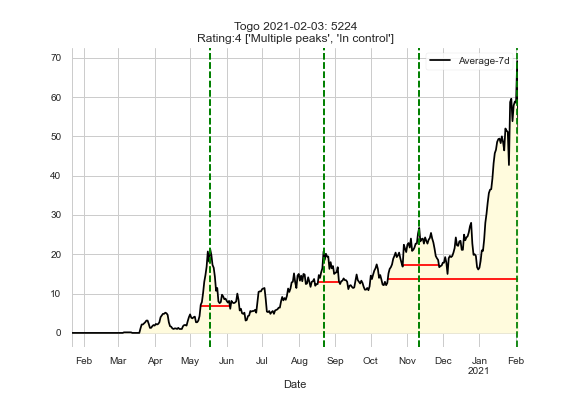 Togo 2021-02-03: 5224
Rating:4 ['Multiple peaks', 'In control']
Average-7d
70
60
50
40
30
20
10
0
Feb Mar Apr May Jun Jul Aug Sep Oct Nov Dec Jan Feb
2021
Date